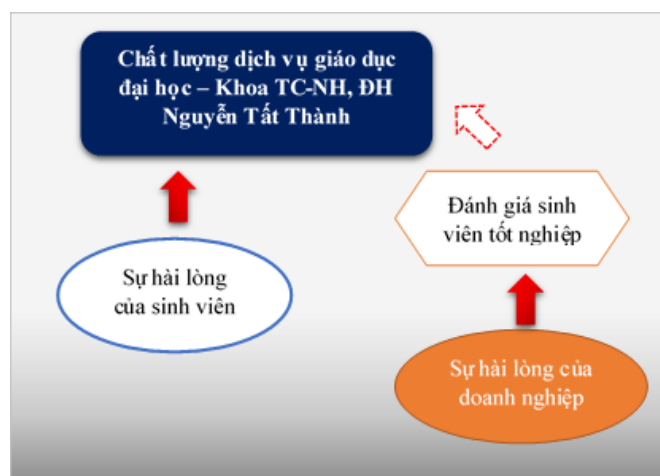 Chất lượng dịch vụ giáo dục
đại học – Khoa TC-NH, ĐH
Nguyễn Tất Thành
Đánh giá sinh
viên tốt nghiệp
Sự hài lòng
của sinh viên
Sự hài lòng của
doanh nghiệp